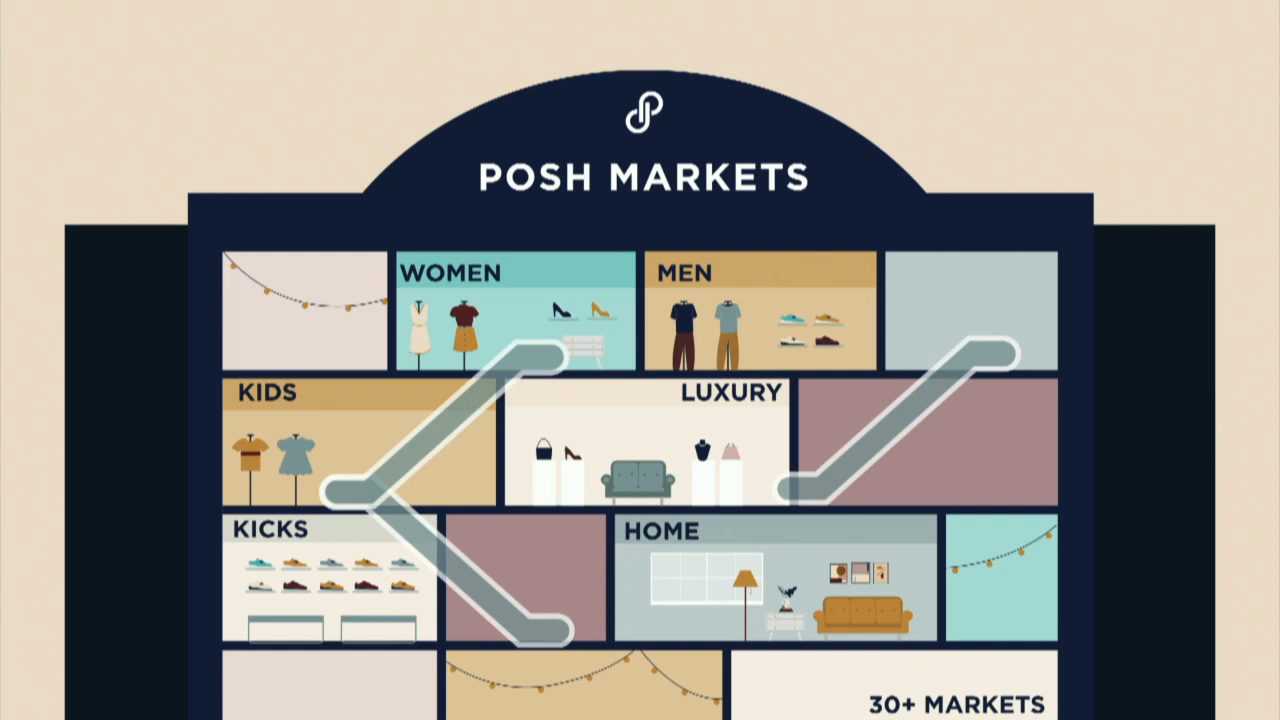 POSH MARKETS
WOMEN
MEN
KIDS
LUXURY
KICKS
HOME
30+ MARKETS